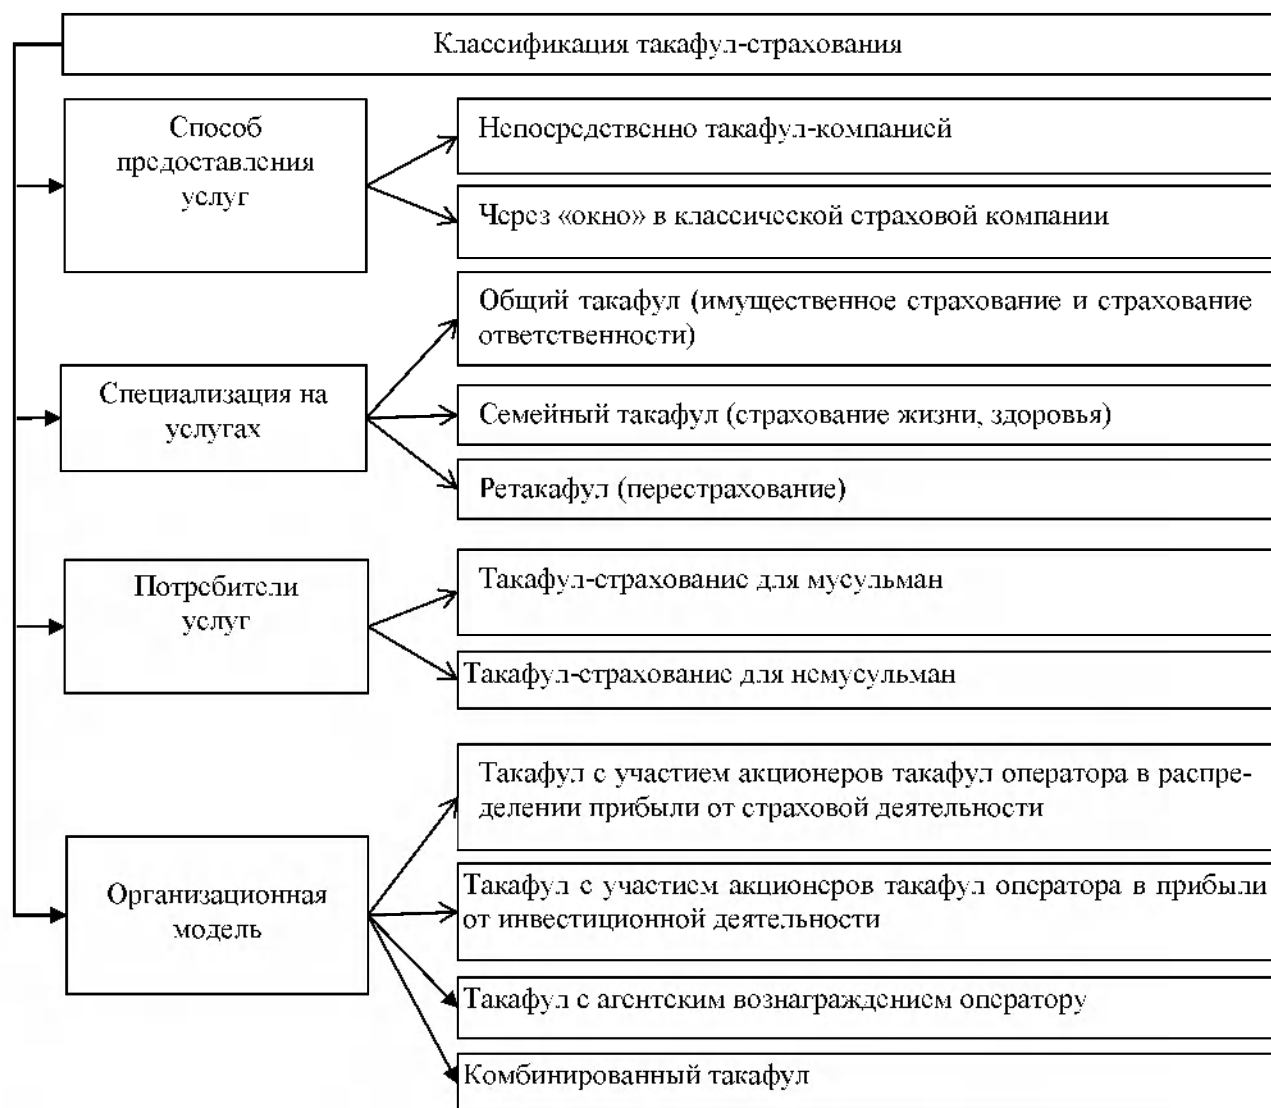 Классификация такафул-страхования
Способ
предоставления
услуг
Непосредственно такафул-компанией
Через «окно» в классической страховой компании
Специализация на
услугах
Общий такафул (имущественное страхование и страхование
ответственности)
Семейный такафул (страхование жизни, здоровья)
Ретакафул (перестрахование)
Потребители
услуг
Такафул-страхование для мусульман
Такафул-страхование для немусульман
Организационная
модель
Такафул с участием акционеров такафул оператора в распре-
делении прибыли от страховой деятельности
Такафул с участием акционеров такафул оператора в прибыли
от инвестиционной деятельности
Такафул с агентским вознаграждением оператору
Комбинированный такафул